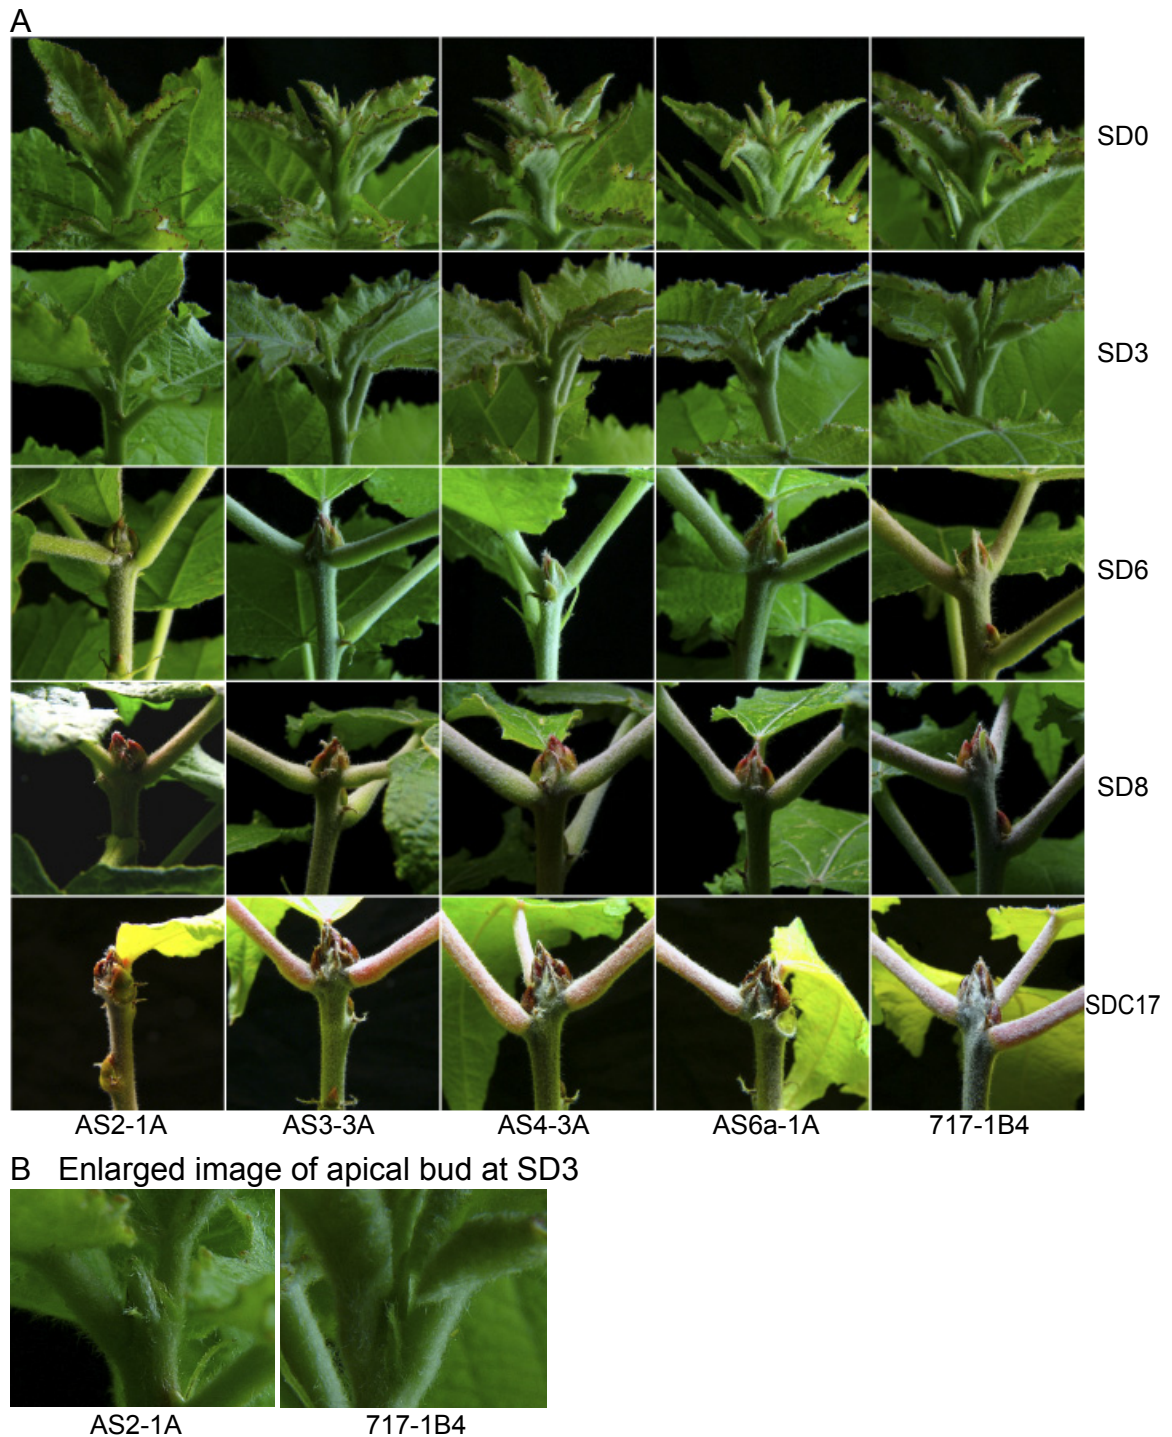 A
SD0
SD3
SD6
SD8
SDC17
AS2-1A AS3-3A AS4-3A AS6a-1A 717-1B4
B Enlarged image of apical bud at SD3
AS2-1A 717-1B4